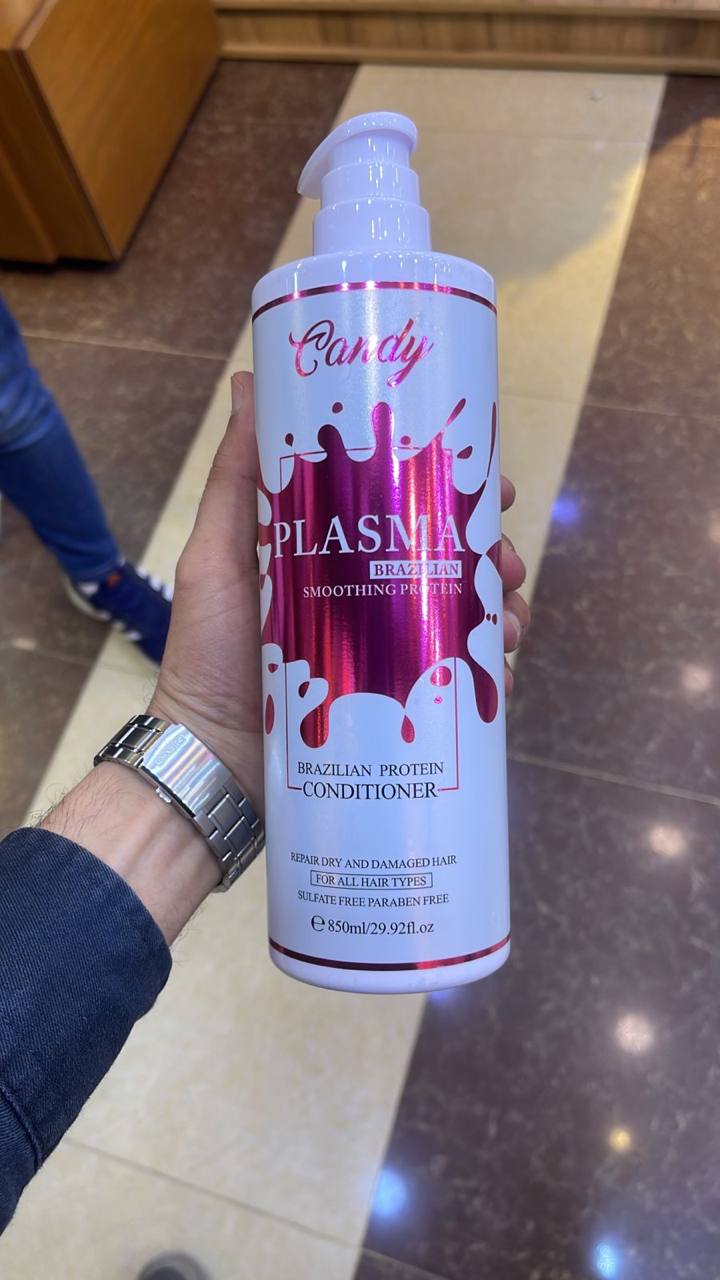 Candy
PLASMA
BRAZILIAN
SMOOTHING PROTEIN
BRAZILIAN PROTEIN
CONDITIONER
REPAIR DRY AND DAMAGED HAIR
FOR ALL HAIR TYPES
SULFATE FREE PARABEN FREE
℮ 850ml/29.92fl.oz